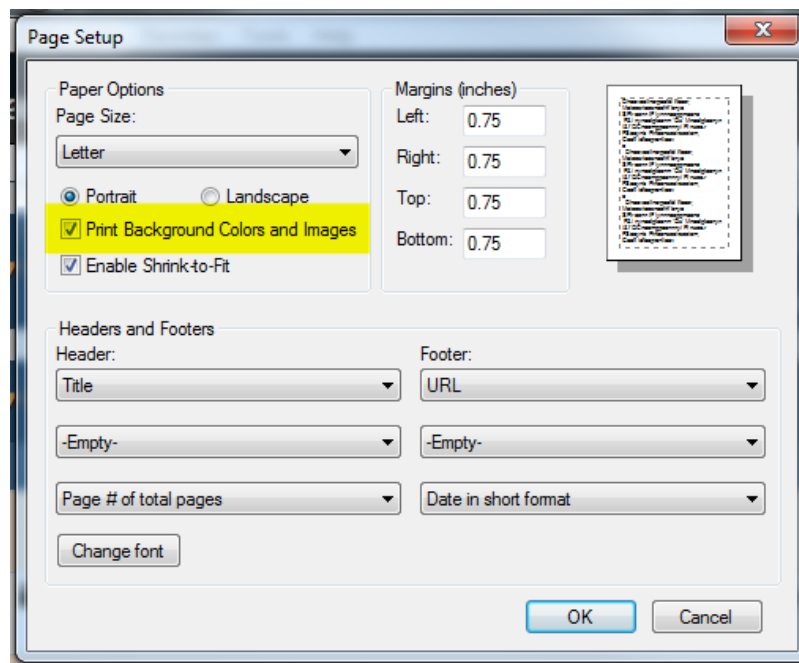 Page Setup
Paper Options
Page Size:
Letter
Portrait
Landscape
Print Background Colors and Images
Enable Shrink-to-Fit
Margins (inches)
Left: 0.75
Right: 0.75
Top: 0.75
Bottom: 0.75
Headers and Footers
Header:
Title
-Empty-
Page # of total pages
Change font
Footer:
URL
-Empty-
Date in short format
OK
Cancel